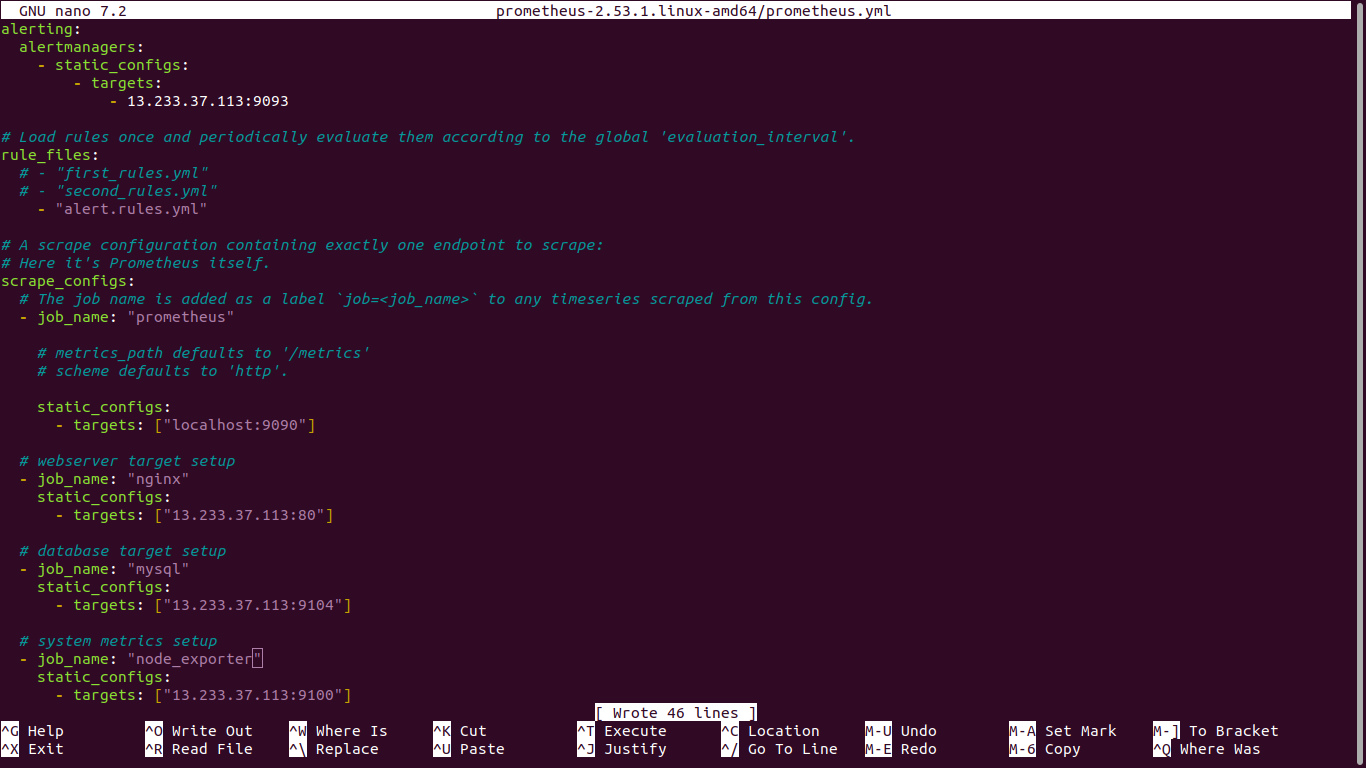 GNU nano 7.2 prometheus-2.53.1.linux-amd64/prometheus.yml
alerting:
  alertmanagers:
    - static_configs:
        - targets:
            - 13.233.37.113:9093

# Load rules once and periodically evaluate them according to the global 'evaluation_interval'.
rule_files:
  # - "first_rules.yml"
  # - "second_rules.yml"
    - "alert.rules.yml"

# A scrape configuration containing exactly one endpoint to scrape:
# Here it's Prometheus itself.
scrape_configs:
  # The job name is added as a label `job=<job_name>` to any timeseries scraped from this config.
  - job_name: "prometheus"

    # metrics_path defaults to '/metrics'
    # scheme defaults to 'http'.

    static_configs:
      - targets: ["localhost:9090"]

  # webserver target setup
  - job_name: "nginx"
    static_configs:
      - targets: ["13.233.37.113:80"]

  # database target setup
  - job_name: "mysql"
    static_configs:
      - targets: ["13.233.37.113:9104"]

  # system metrics setup
  - job_name: "node_exporter"
    static_configs:
      - targets: ["13.233.37.113:9100"]
[ Wrote 46 lines ]
^G Help ^O Write Out ^W Where Is ^K Cut ^T Execute ^C Location M-U Undo M-A Set Mark M-] To Bracket
^X Exit ^R Read File ^\ Replace ^U Paste ^J Justify ^/ Go To Line M-E Redo M-6 Copy ^Q Where Was